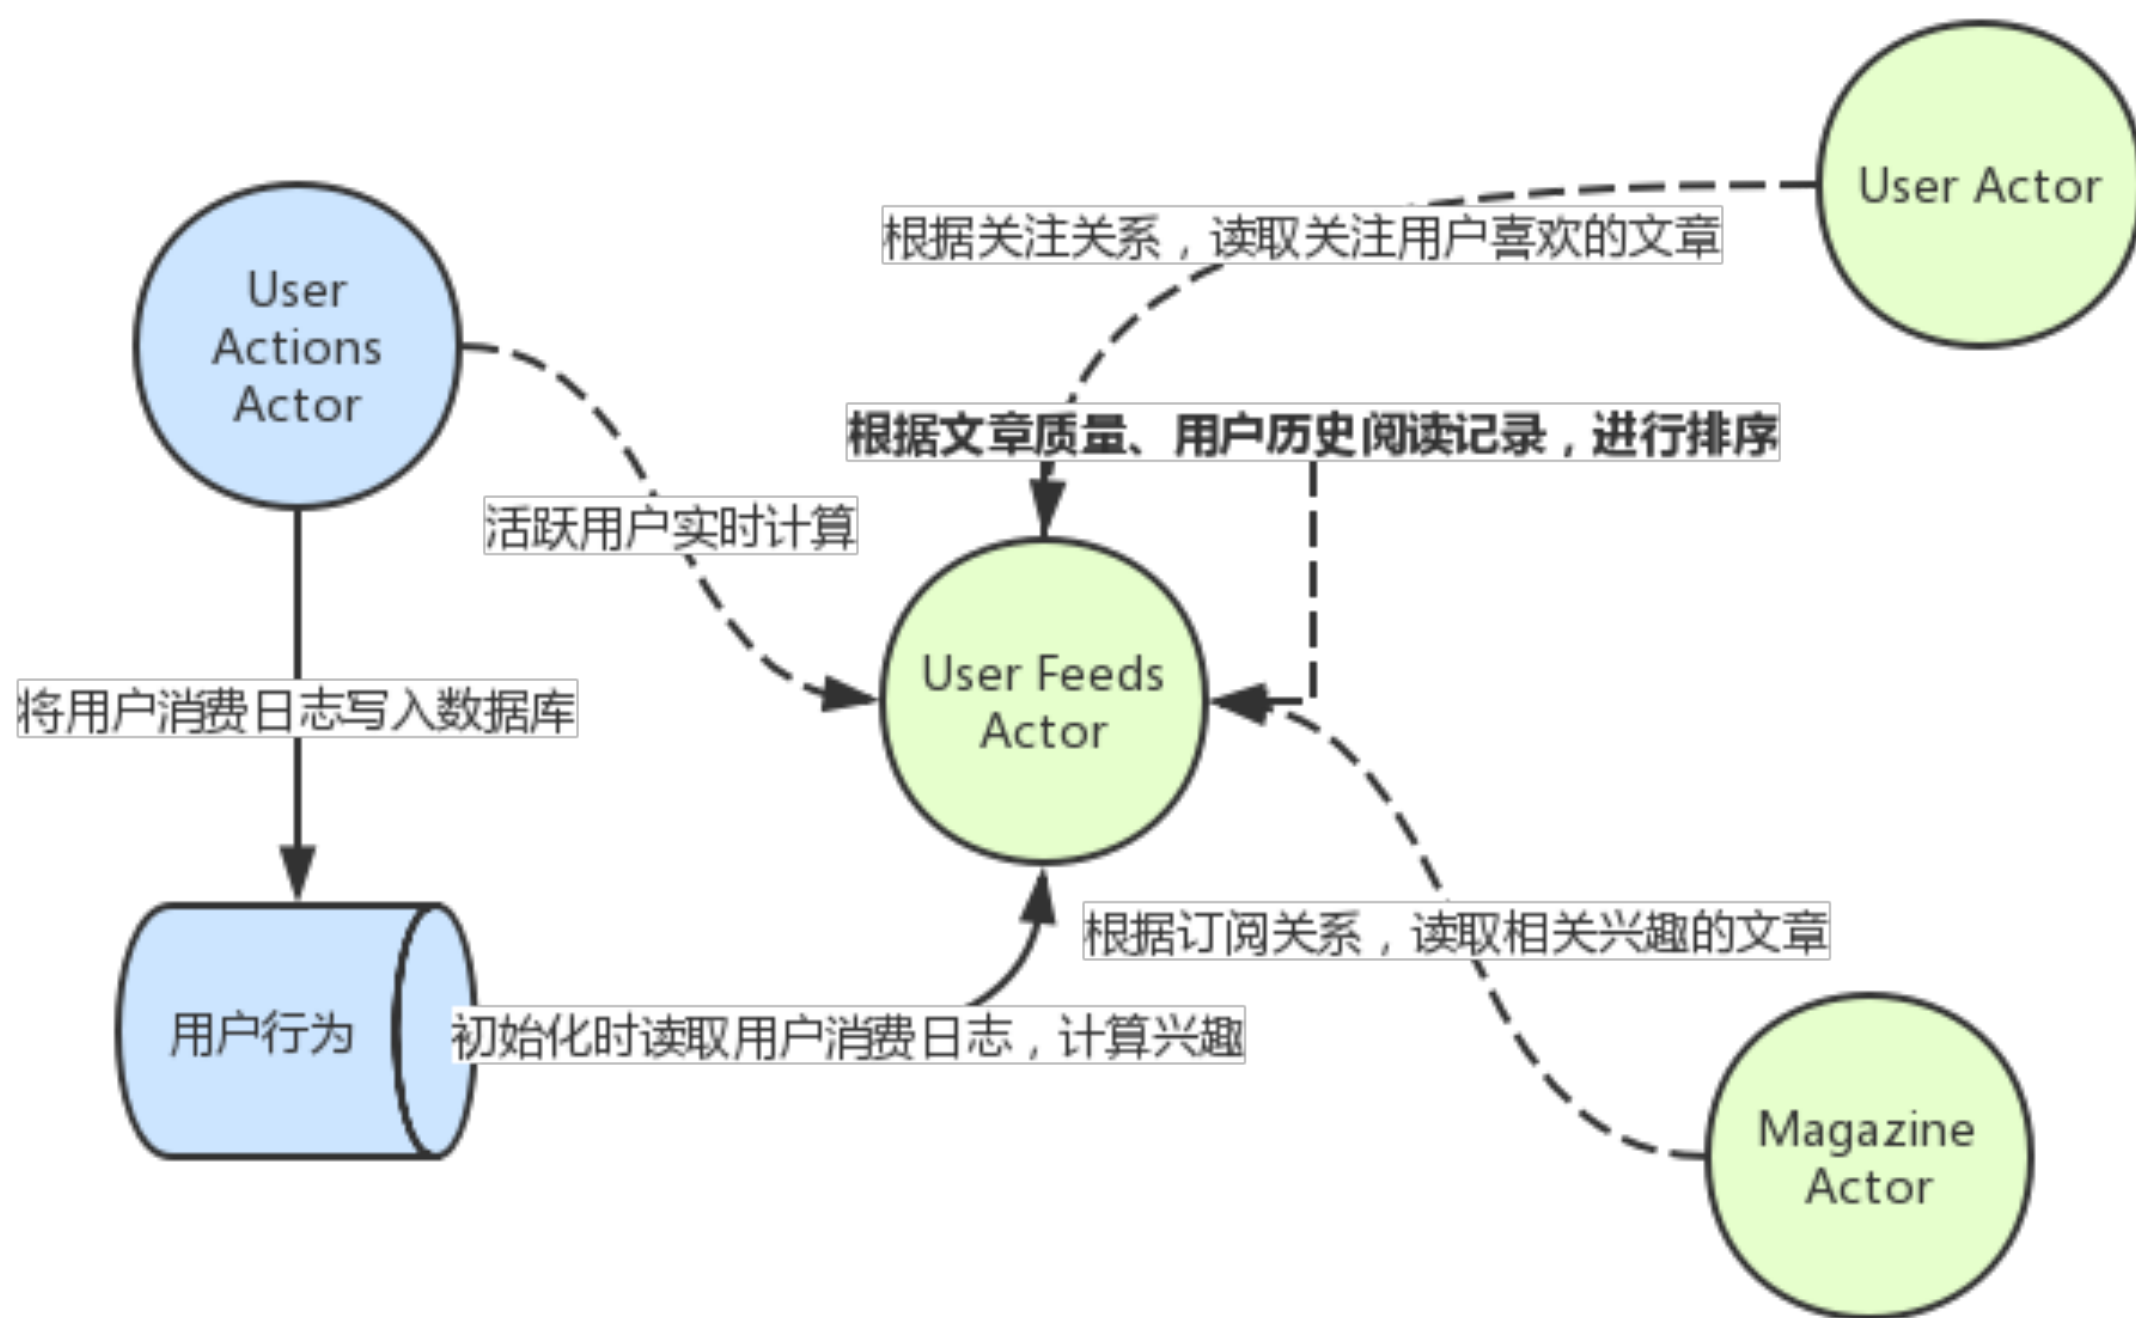 User Actor
根据关注关系，读取关注用户喜欢的文章
User
Actions
Actor
根据文章质量、用户历史阅读记录，进行排序
活跃用户实时计算
User Feeds
Actor
将用户消费日志写入数据库
根据订阅关系，读取相关兴趣的文章
用户行为
初始化时读取用户消费日志，计算兴趣
Magazine
Actor